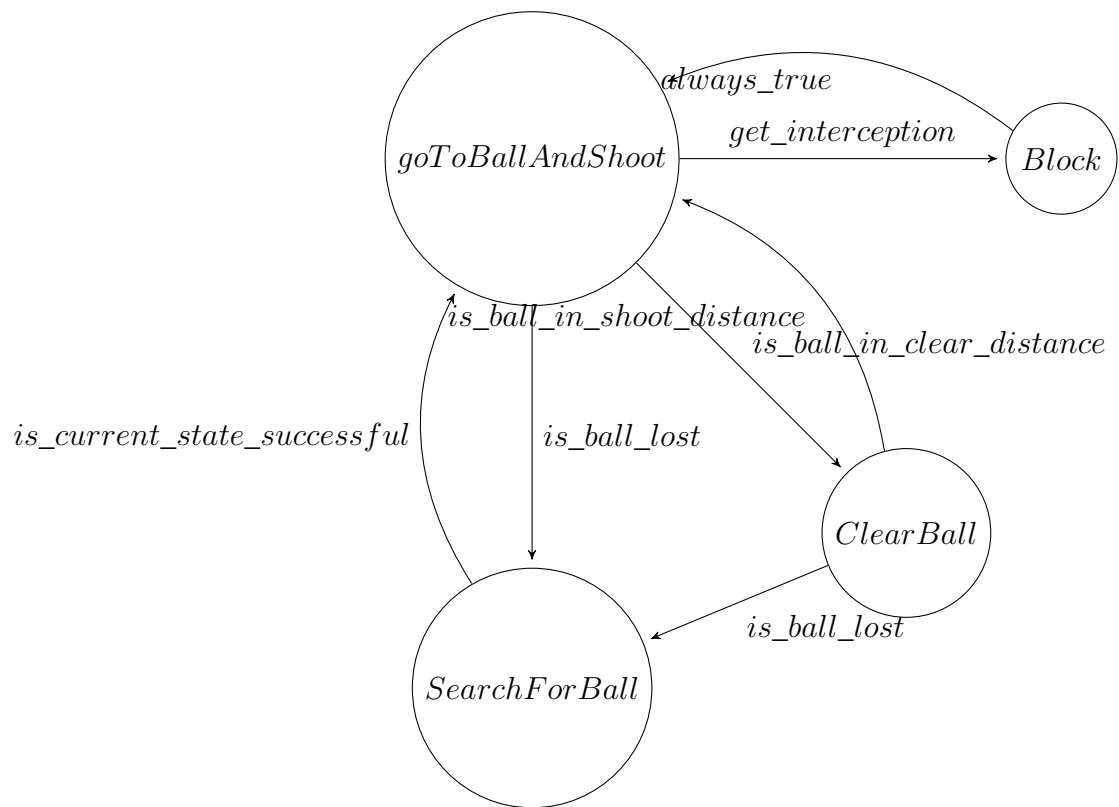 always_true
get_interception
goToBallAndShoot
Block
is_ball_in_shoot_distance
is_ball_in_clear_distance
is_current_state_successful
is_ball_lost
ClearBall
is_ball_lost
SearchForBall